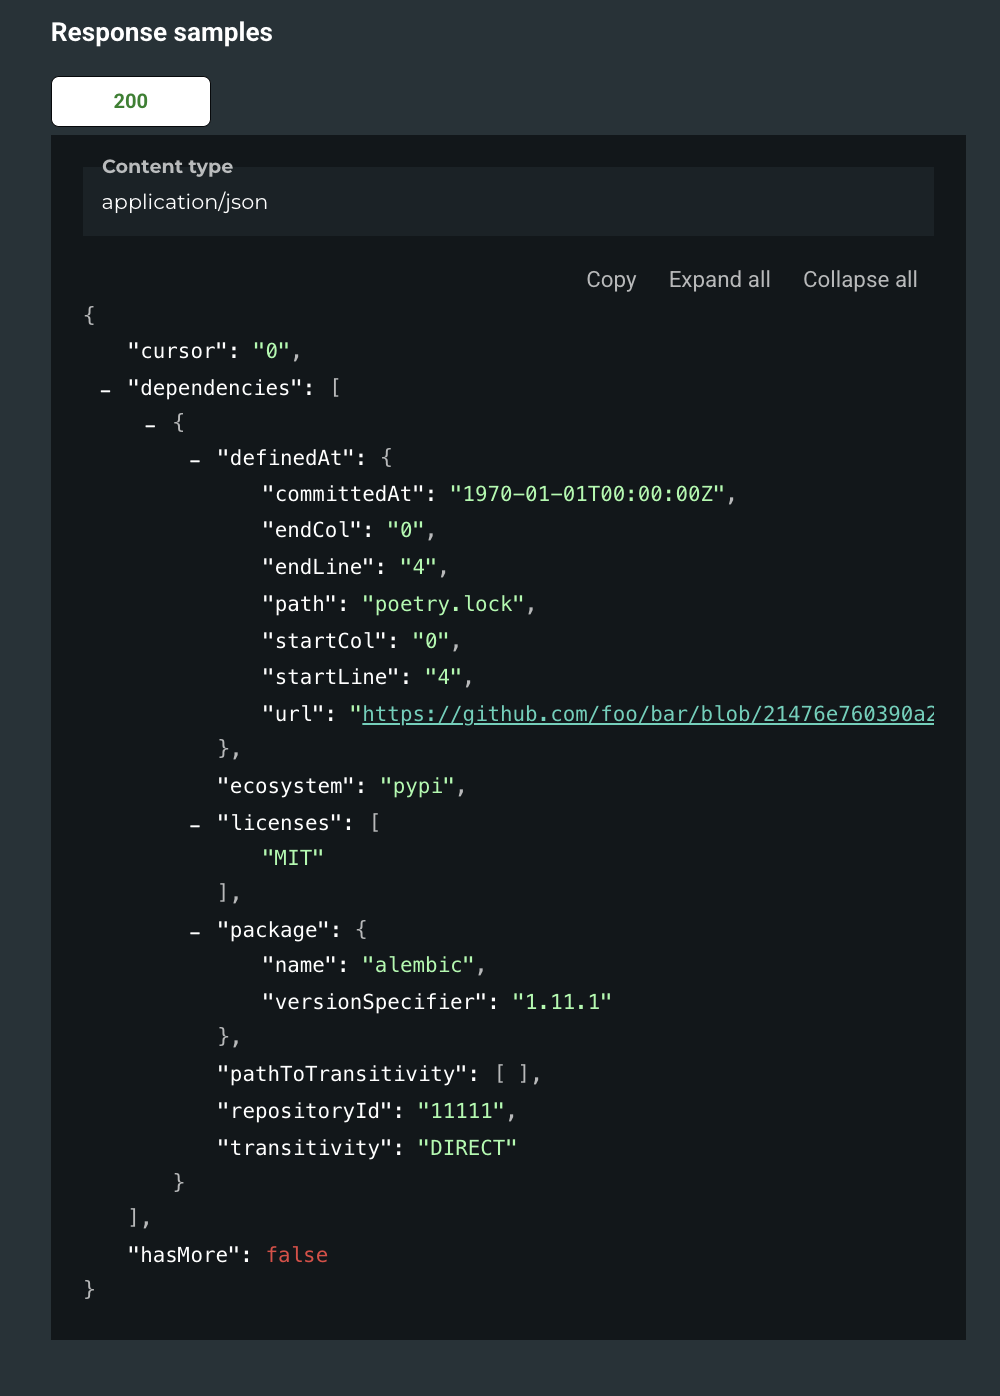 Response samples
200
Content type
application/json
Copy Expand all Collapse all
{
"cursor": "0",
- "dependencies": [
- {
- "definedAt": {
"committedAt": "1970-01-01T00:00:00Z",
"endCol": "0",
"endLine": "4",
"path": "poetry.lock",
"startCol": "0",
"startLine": "4",
"url": "https://github.com/foo/bar/blob/21476e760390a2
},
"ecosystem": "pypi",
- "licenses": [
"MIT"
],
- "package": {
"name": "alembic",
"versionSpecifier": "1.11.1"
},
"pathToTransitivity": [ ],
"repositoryId": "11111",
"transitivity": "DIRECT"
}
],
"hasMore": false
}